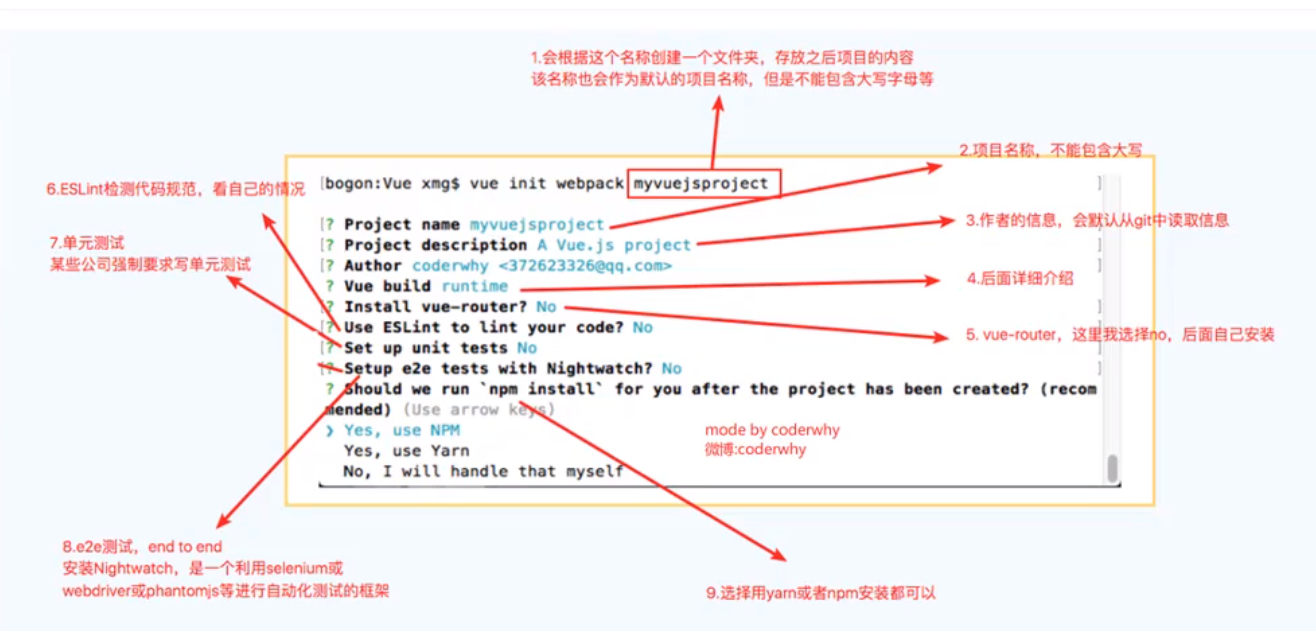 1.会根据这个名称创建一个文件夹，存放之后项目的内容
该名称也会作为默认的项目名称，但是不能包含大写字母等
2.项目名称，不能包含大写
6.ESLint检测代码规范，看自己的情况
[bogon:Vue xmg$ vue init webpack myvuejsproject ]
3.作者的信息，会默认从git中读取信息
7.单元测试
某些公司强制要求写单元测试
[? Project name myvuejsproject ]
[? Project description A Vue.js project ]
[? Author coderwhy <372623326@qq.com> ]
? Vue build runtime
[? Install vue-router? No ]
[? Use ESLint to lint your code? No ]
[? Set up unit tests No ]
[? Setup e2e tests with Nightwatch? No ]
? Should we run `npm install` for you after the project has been created? (recom
mended) (Use arrow keys)
❯ Yes, use NPM
Yes, use Yarn
No, I will handle that myself
4.后面详细介绍
5. vue-router，这里我选择no，后面自己安装
mode by coderwhy
微博:coderwhy
8.e2e测试，end to end
安装Nightwatch，是一个利用selenium或
webdriver或phantomjs等进行自动化测试的框架
9.选择用yarn或者npm安装都可以